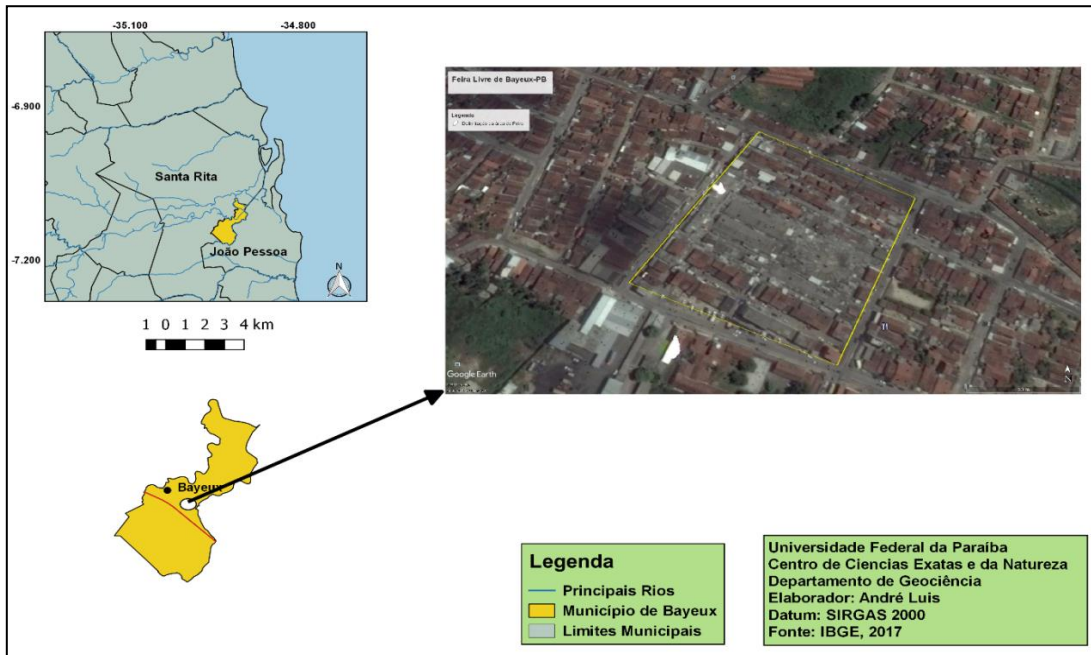 -35.100
-34.800
-6.900
-7.200
Santa Rita
João Pessoa
N
1 0 1 2 3 4 km
Feira Livre de Bayeux-PB
Legenda
Google Earth
N
Bayeux
Legenda
Principais Rios
Município de Bayeux
Limites Municipais
Universidade Federal da Paraíba
Centro de Ciencias Exatas e da Natureza
Departamento de Geociência
Elaborador: André Luis
Datum: SIRGAS 2000
Fonte: IBGE, 2017